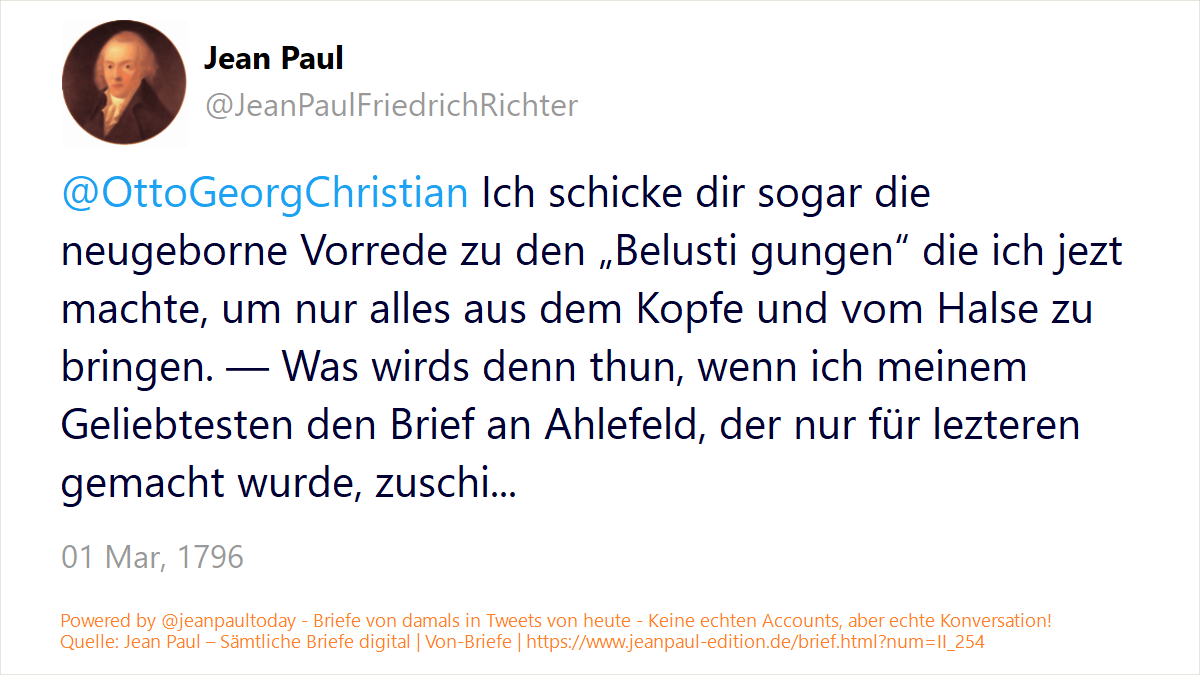 Jean Paul
@JeanPaulFriedrichRichter
@OttoGeorgChristian Ich schicke dir sogar die
neugeborne Vorrede zu den „Belusti gungen“ die ich jezt
machte, um nur alles aus dem Kopfe und vom Halse zu
bringen. — Was wirds denn thun, wenn ich meinem
Geliebtesten den Brief an Ahlefeld, der nur für lezteren
gemacht wurde, zuschi...
01 Mar, 1796
Powered by @jeanpaultoday - Briefe von damals in Tweets von heute - Keine echten Accounts, aber echte Konversation!
Quelle: Jean Paul – Sämtliche Briefe digital | Von-Briefe | https://www.jeanpaul-edition.de/brief.html?num=II_254